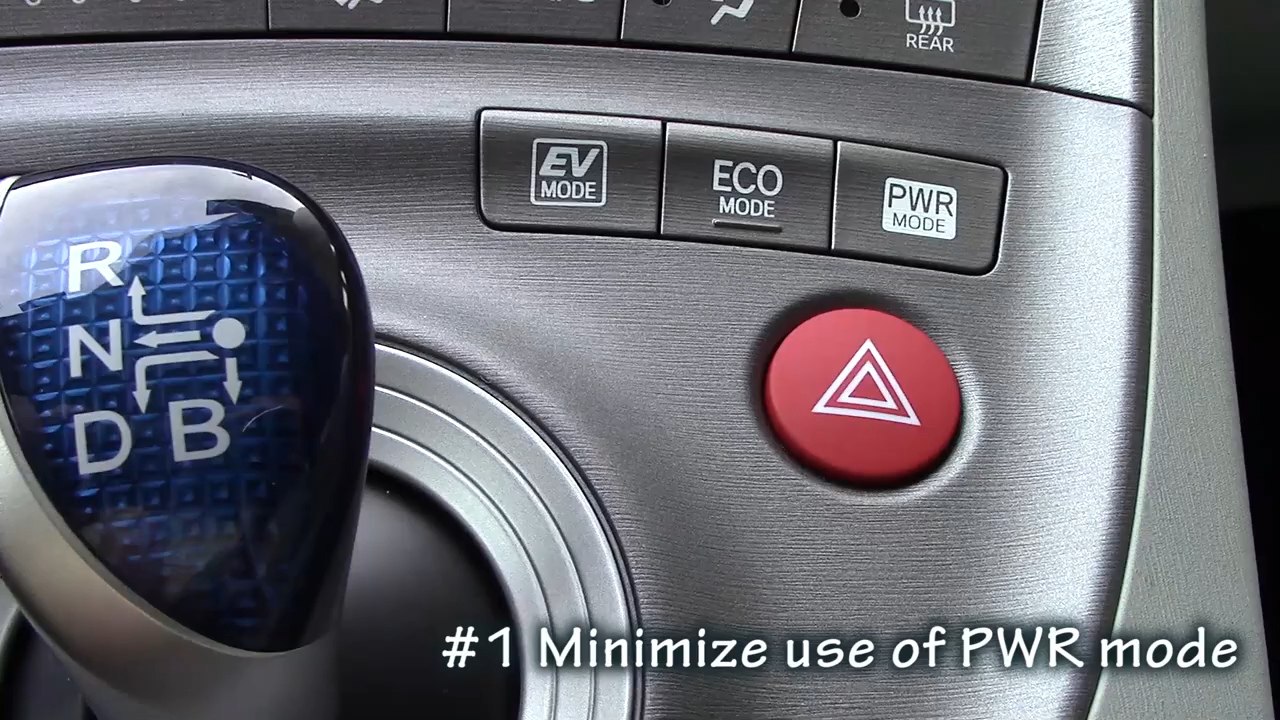 REAR
EV
MODE
ECO
MODE
PWR
MODE
R
N
D B
#1 Minimize use of PWR mode